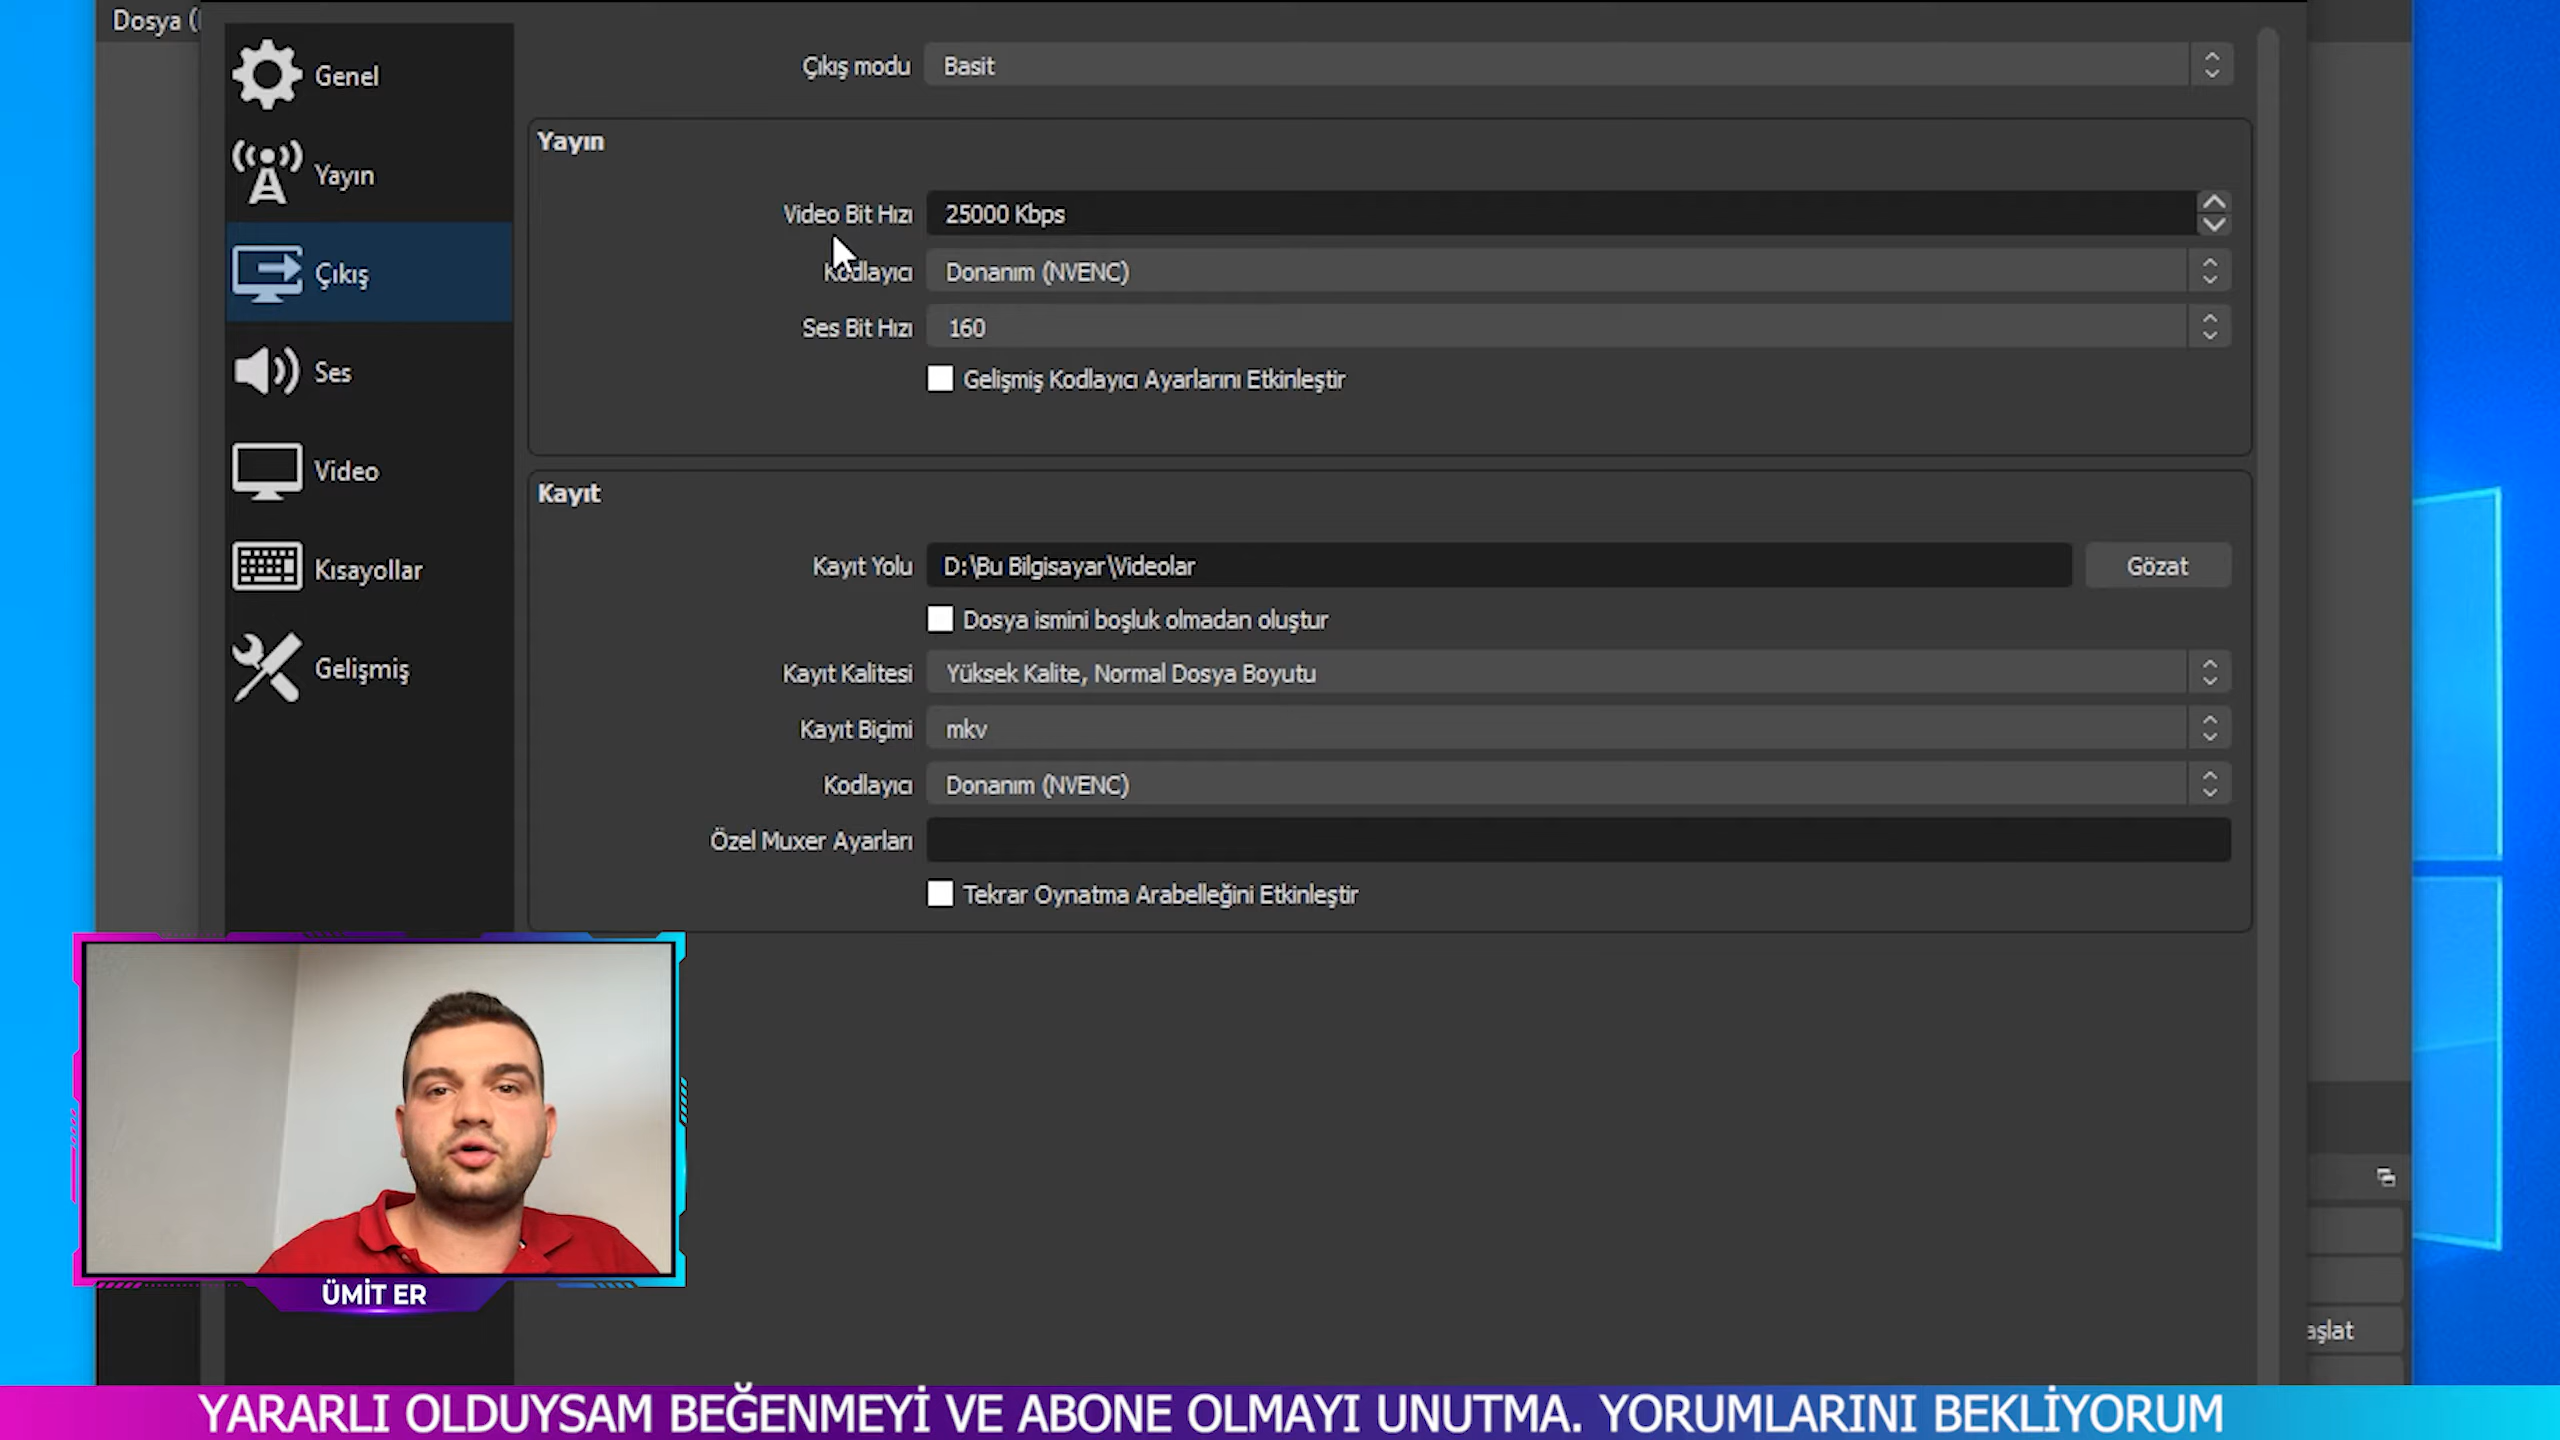 Dosya (
Genel
Yayın
Çıkış
Ses
Video
Kısayollar
Gelişmiş
Çıkış modu Basit
Yayın
Video Bit Hızı 25000 Kbps
Kodlayıcı Donanım (NVENC)
Ses Bit Hızı 160
Gelişmiş Kodlayıcı Ayarlarını Etkinleştir
Kayıt
Kayıt Yolu D:\Bu Bilgisayar\Videolar Gözat
Dosya ismini boşluk olmadan oluştur
Kayıt Kalitesi Yüksek Kalite, Normal Dosya Boyutu
Kayıt Biçimi mkv
Kodlayıcı Donanım (NVENC)
Özel Muxer Ayarları
Tekrar Oynatma Arabelleğini Etkinleştir
ÜMİT ER
aşlat
YARARLI OLDUYSAM BEĞENMEYİ VE ABONE OLMAYI UNUTMA. YORUMLARINI BEKLİYORUM